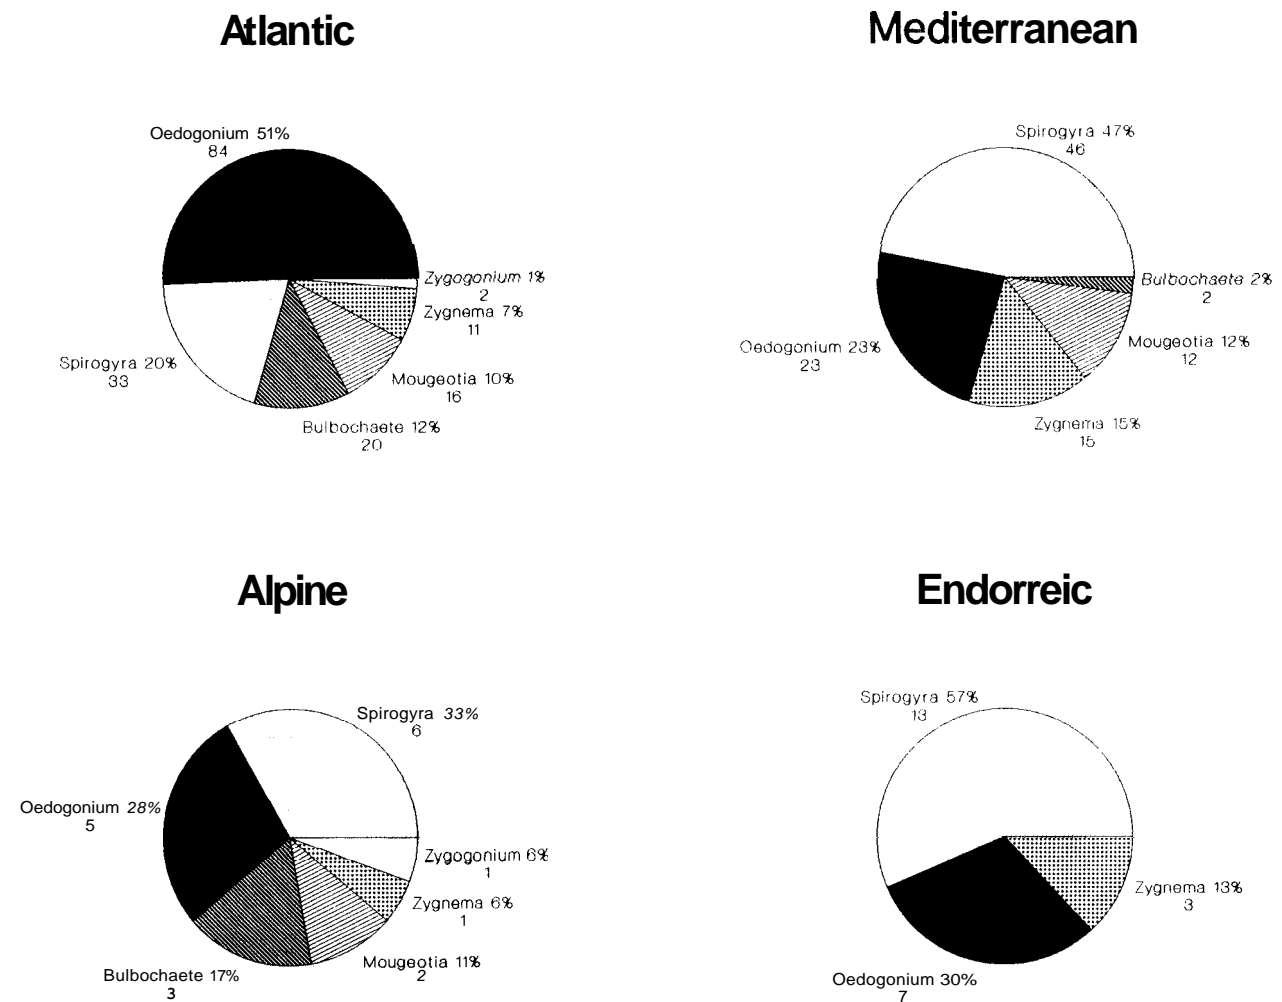 Atlantic
Oedogonium 51%
84
Zygogonium 1%
2
Zygnema 7%
11
Mougeotia 10%
16
Bulbochaete 12%
20
Spirogyra 20%
33
Mediterranean
Spirogyra 47%
46
Bulbochaete 2%
2
Mougeotia 12%
12
Zygnema 15%
15
Oedogonium 23%
23
Alpine
Spirogyra 33%
6
Oedogonium 28%
5
Zygogonium 6%
1
Zygnema 6%
1
Mougeotia 11%
2
Bulbochaete 17%
3
Endorreic
Spirogyra 57%
13
Zygnema 13%
3
Oedogonium 30%
7